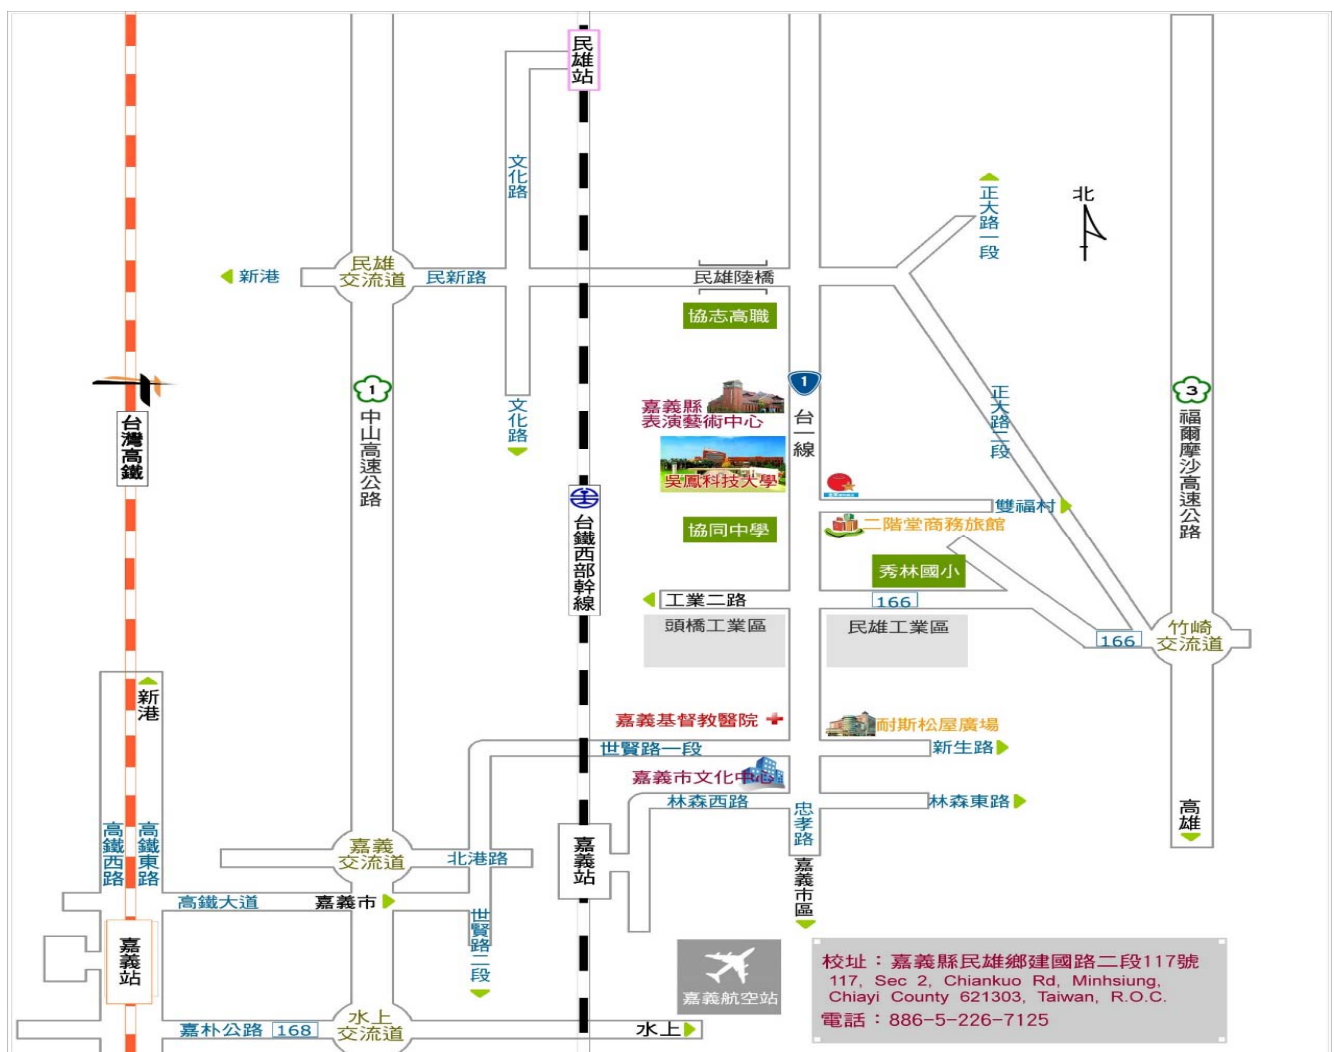 民雄站
文化路
正大路一段
北
新港
民雄
交流道
民新路
民雄陸橋
協志高職
1
1
3
台灣高鐵
中山高速公路
文化路
嘉義縣
表演藝術中心
台一線
正大路二段
福爾摩沙高速公路
吳鳳科技大學
台鐵西部幹線
雙福村
協同中學
二階堂商務旅館
秀林國小
工業二路
166
頭橋工業區
民雄工業區
166
竹崎
交流道
新港
嘉義基督教醫院
耐斯松屋廣場
世賢路一段
新生路
嘉義市文化中心
林森西路
忠孝路
林森東路
高雄
高鐵西路
高鐵東路
嘉義
交流道
北港路
嘉義站
嘉義市區
高鐵大道
嘉義市
世賢路二段
嘉義站
嘉義航空站
嘉朴公路 168
水上
交流道
水上
校址：嘉義縣民雄鄉建國路二段117號
117, Sec 2, Chiankuo Rd, Minhsiung,
Chiayi County 621303, Taiwan, R.O.C.
電話：886-5-226-7125